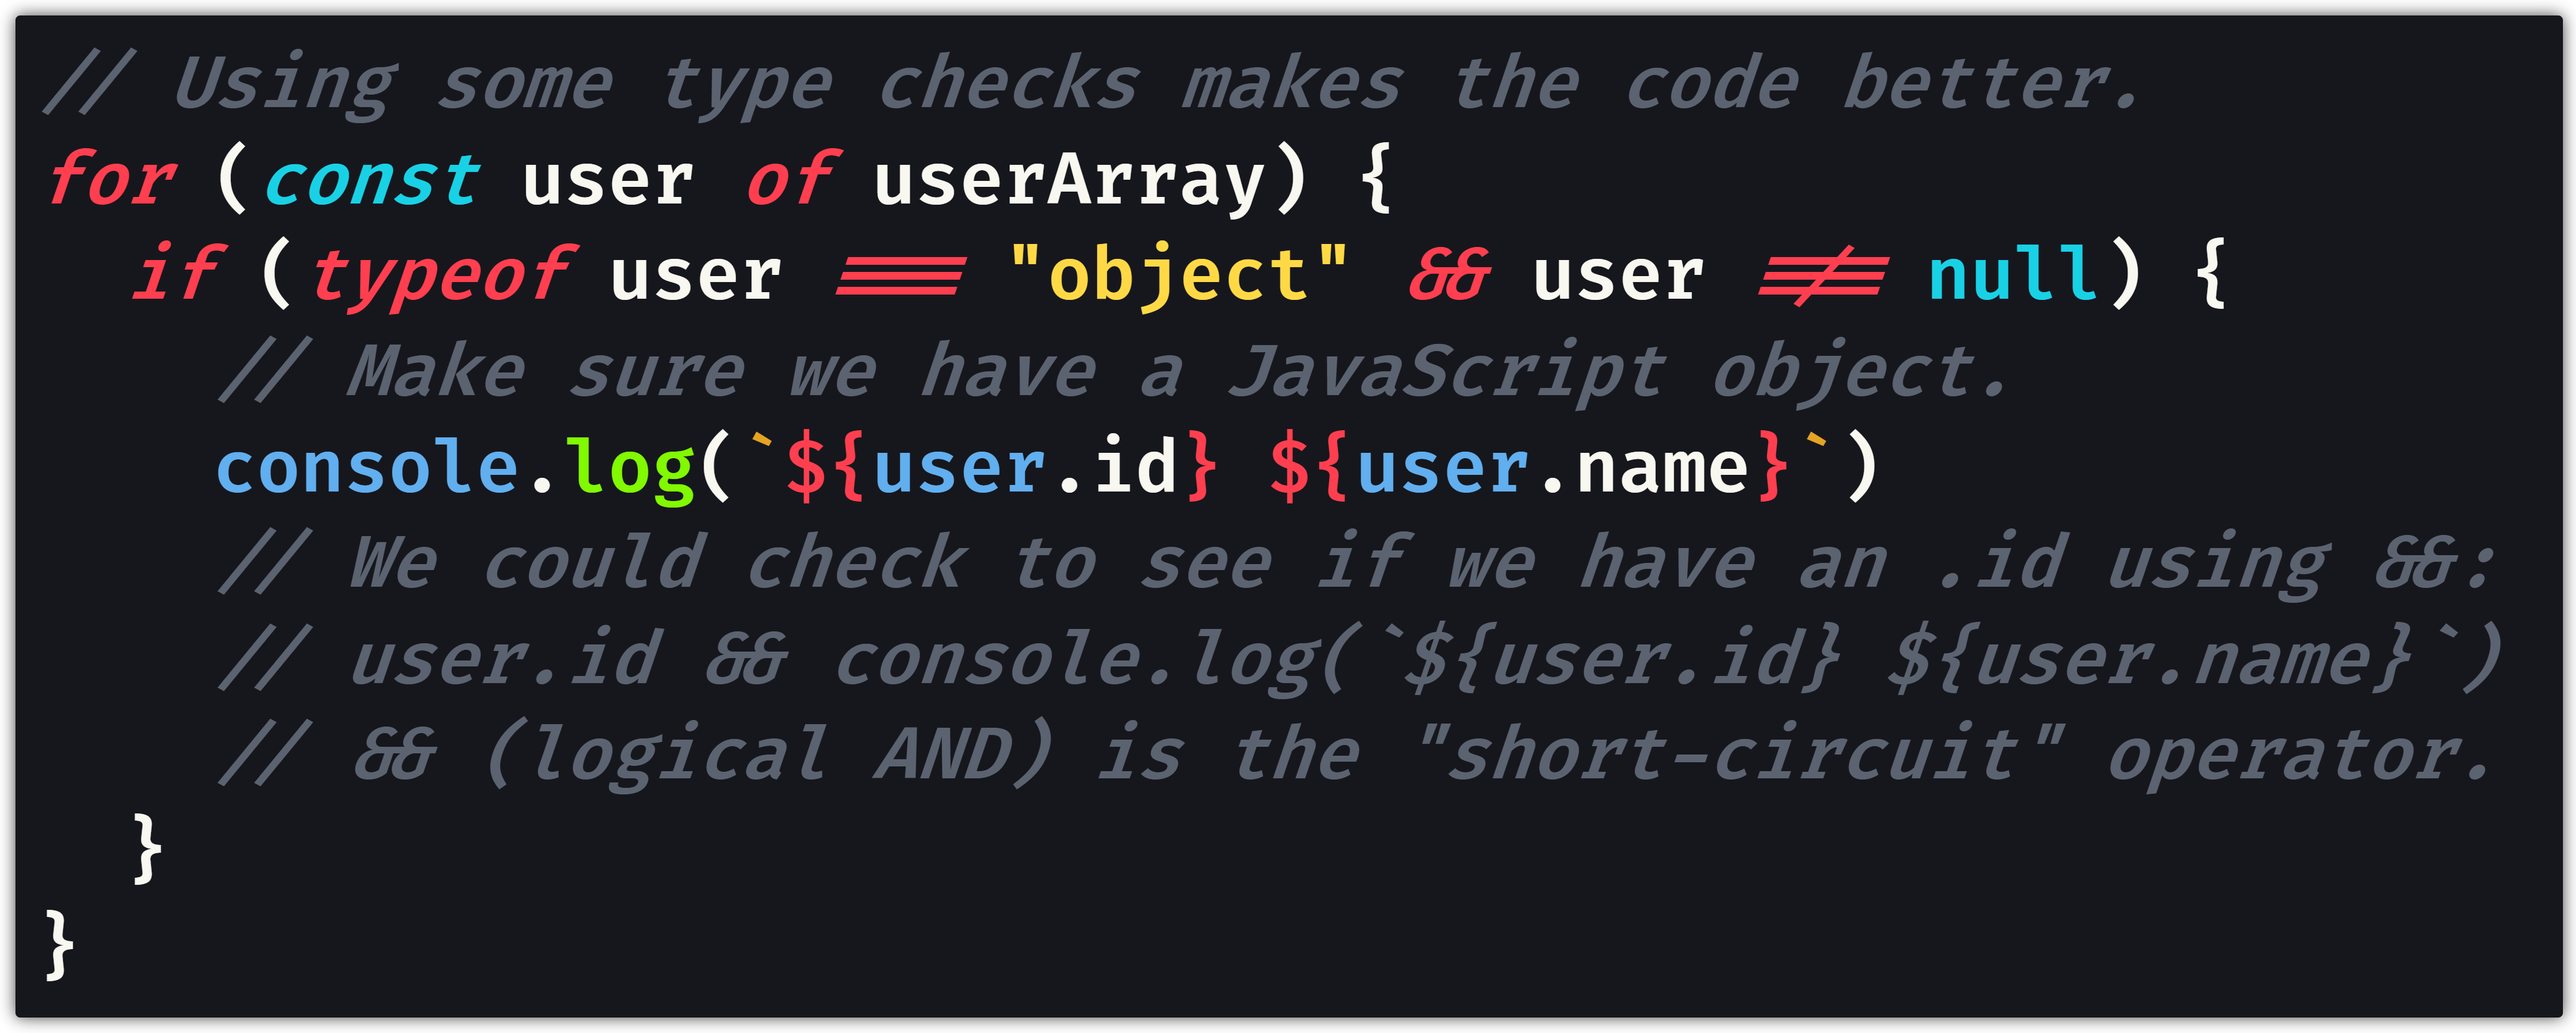 // Using some type checks makes the code better.
for (const user of userArray) {
  if (typeof user === "object" && user !== null) {
    // Make sure we have a JavaScript object.
    console.log(`${user.id} ${user.name}`)
    // We could check to see if we have an .id using &&:
    // user.id && console.log(`${user.id} ${user.name}`)
    // && (logical AND) is the "short-circuit" operator.
  }
}